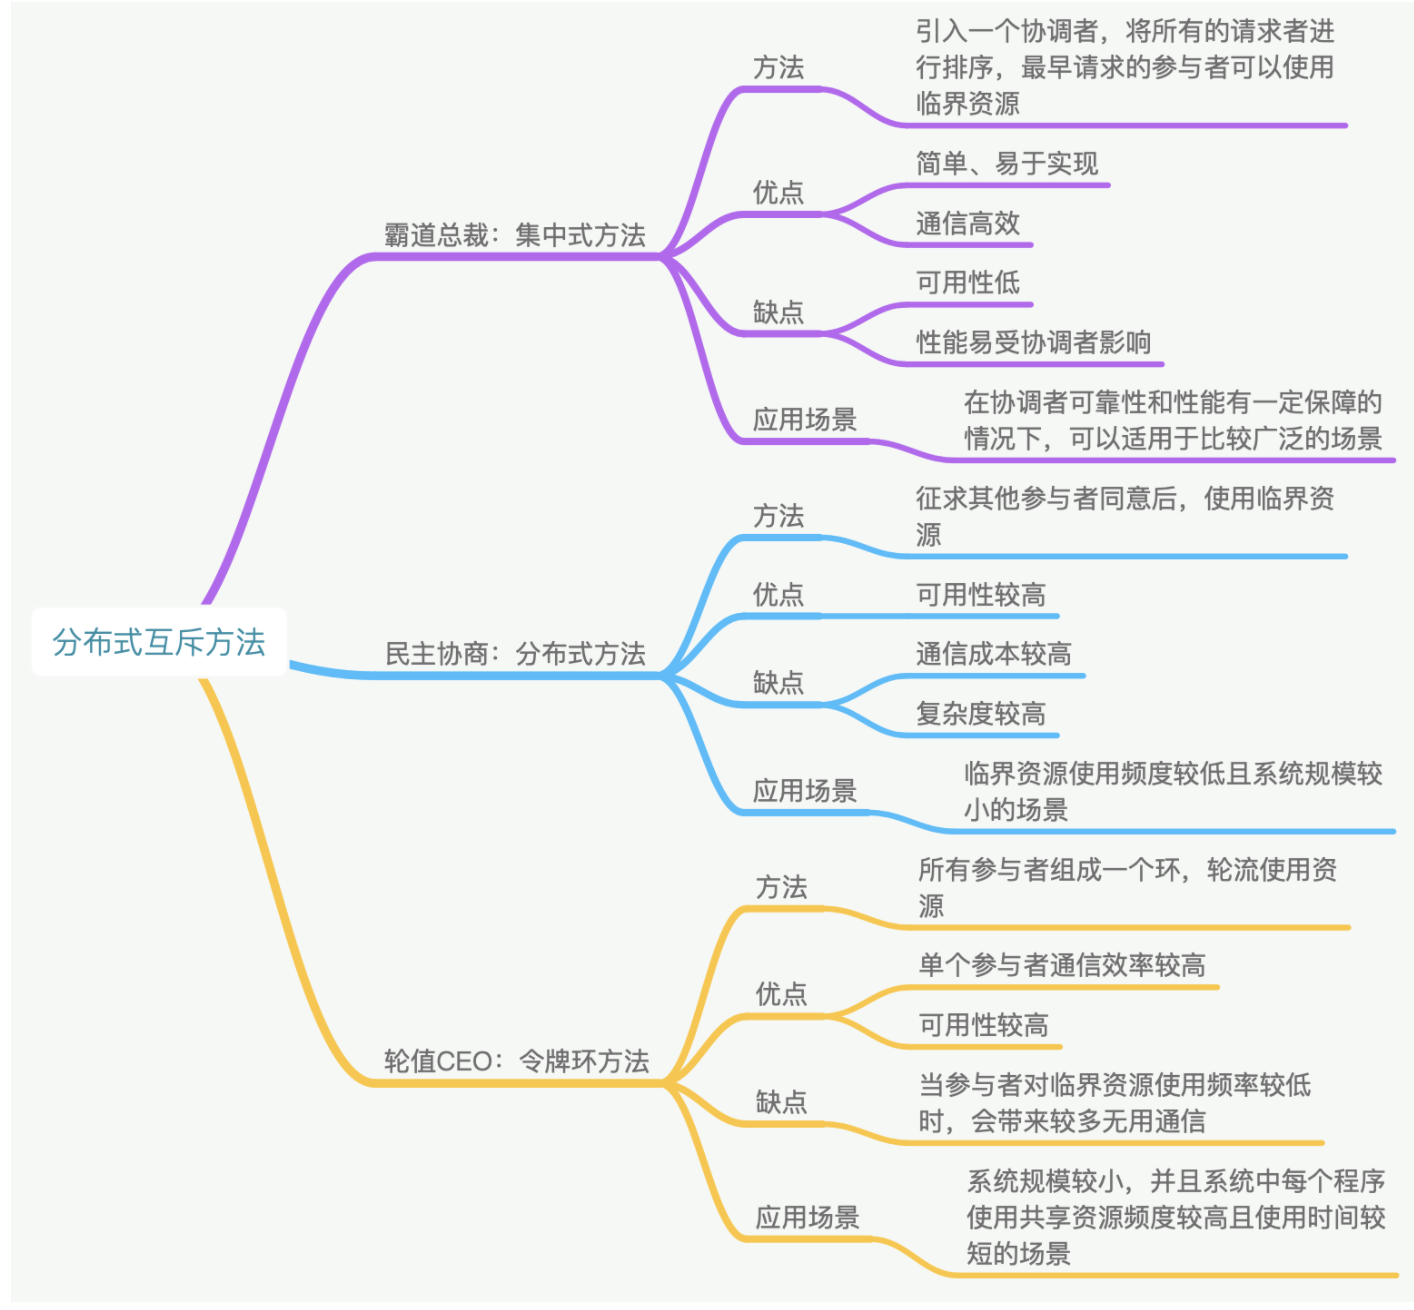 分布式互斥方法
霸道总裁：集中式方法
方法
引入一个协调者，将所有的请求者进
行排序，最早请求的参与者可以使用
临界资源
优点
简单、易于实现
通信高效
缺点
可用性低
性能易受协调者影响
应用场景
在协调者可靠性和性能有一定保障的
情况下，可以适用于比较广泛的场景
民主协商：分布式方法
方法
征求其他参与者同意后，使用临界资
源
优点
可用性较高
缺点
通信成本较高
复杂度较高
应用场景
临界资源使用频度较低且系统规模较
小的场景
轮值CEO：令牌环方法
方法
所有参与者组成一个环，轮流使用资
源
优点
单个参与者通信效率较高
可用性较高
缺点
当参与者对临界资源使用频率较低
时，会带来较多无用通信
应用场景
系统规模较小，并且系统中每个程序
使用共享资源频度较高且使用时间较
短的场景